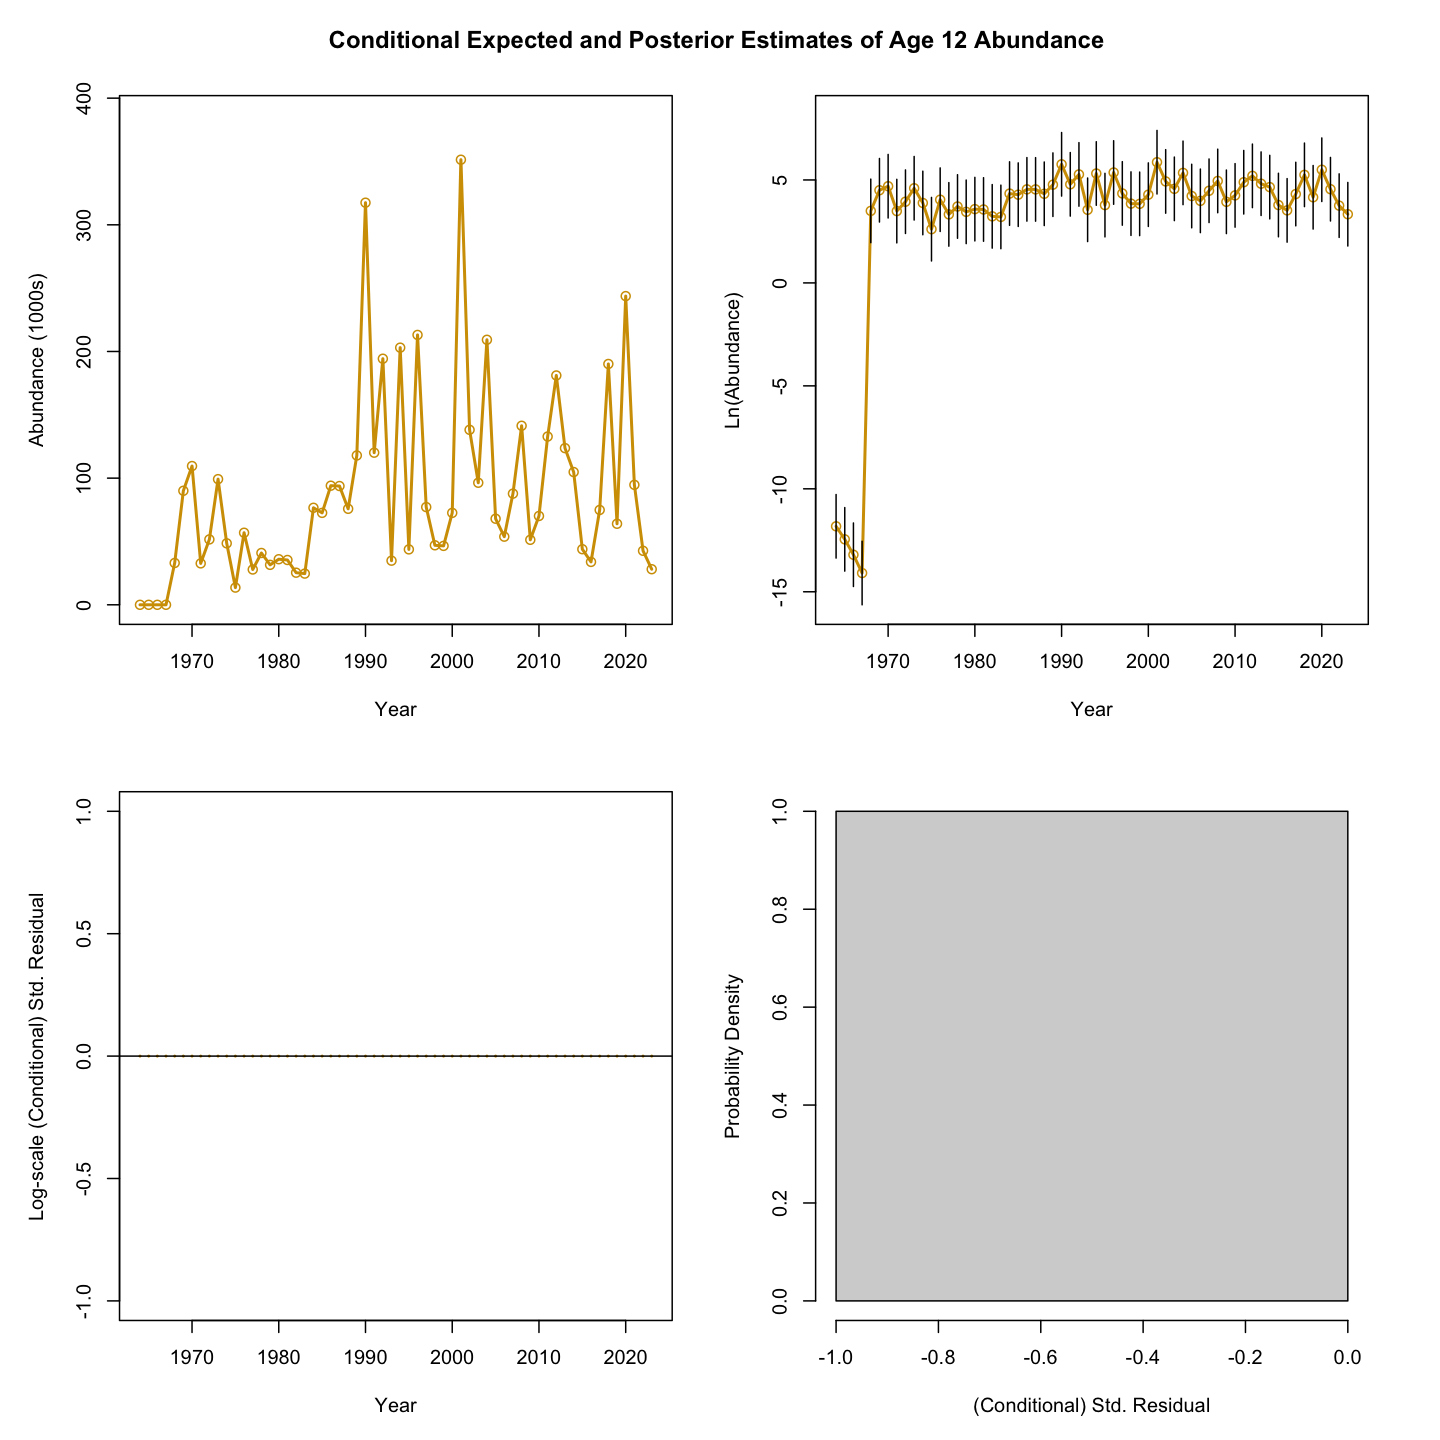 Conditional Expected and Posterior Estimates of Age 12 Abundance
Abundance (1000s)
400
300
200
100
0
1970 1980 1990 2000 2010 2020
Year
Ln(Abundance)
5
0
-5
-10
-15
1970 1980 1990 2000 2010 2020
Year
Log-scale (Conditional) Std. Residual
1.0
0.5
0.0
-0.5
-1.0
1970 1980 1990 2000 2010 2020
Year
Probability Density
1.0
0.8
0.6
0.4
0.2
0.0
-1.0 -0.8 -0.6 -0.4 -0.2 0.0
(Conditional) Std. Residual